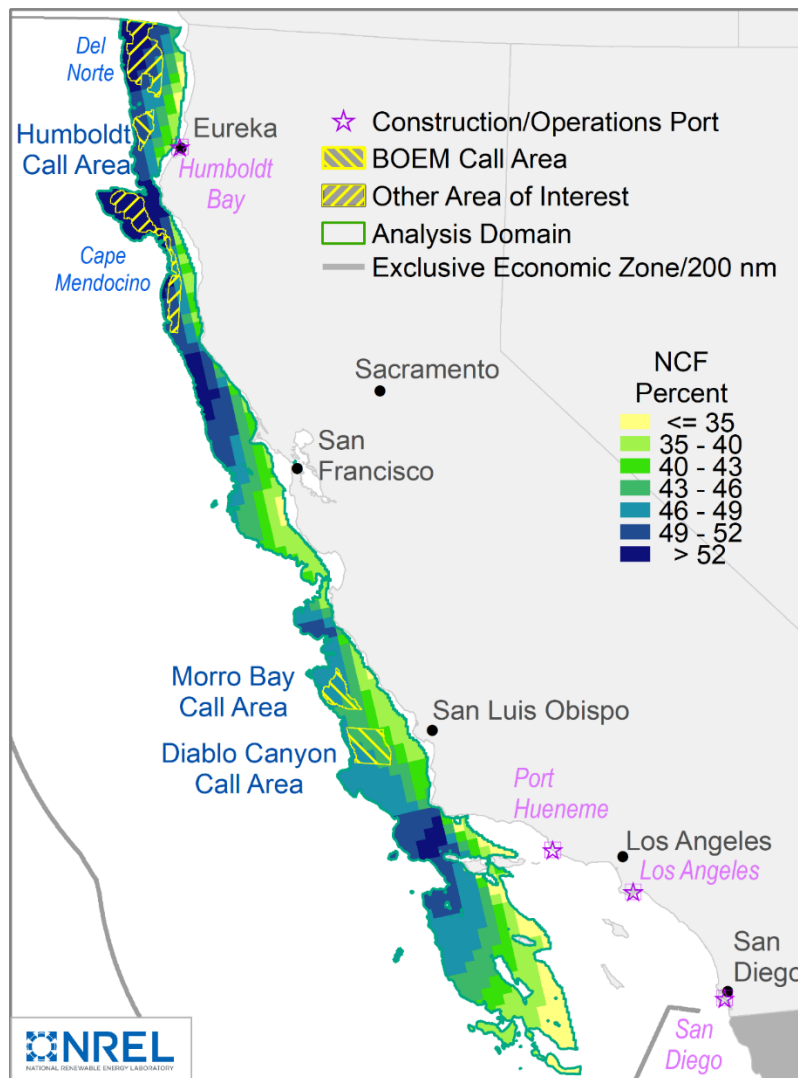 Del
Norte
Humboldt
Call Area
Eureka
Humboldt
Bay
Cape
Mendocino
Construction/Operations Port
BOEM Call Area
Other Area of Interest
Analysis Domain
Exclusive Economic Zone/200 nm
Sacramento
San
Francisco
NCF
Percent
<= 35
35 - 40
40 - 43
43 - 46
46 - 49
49 - 52
> 52
Morro Bay
Call Area
San Luis Obispo
Diablo Canyon
Call Area
Port
Hueneme
Los Angeles
Los Angeles
San
Diego
San
Diego
NREL
NATIONAL RENEWABLE ENERGY LABORATORY